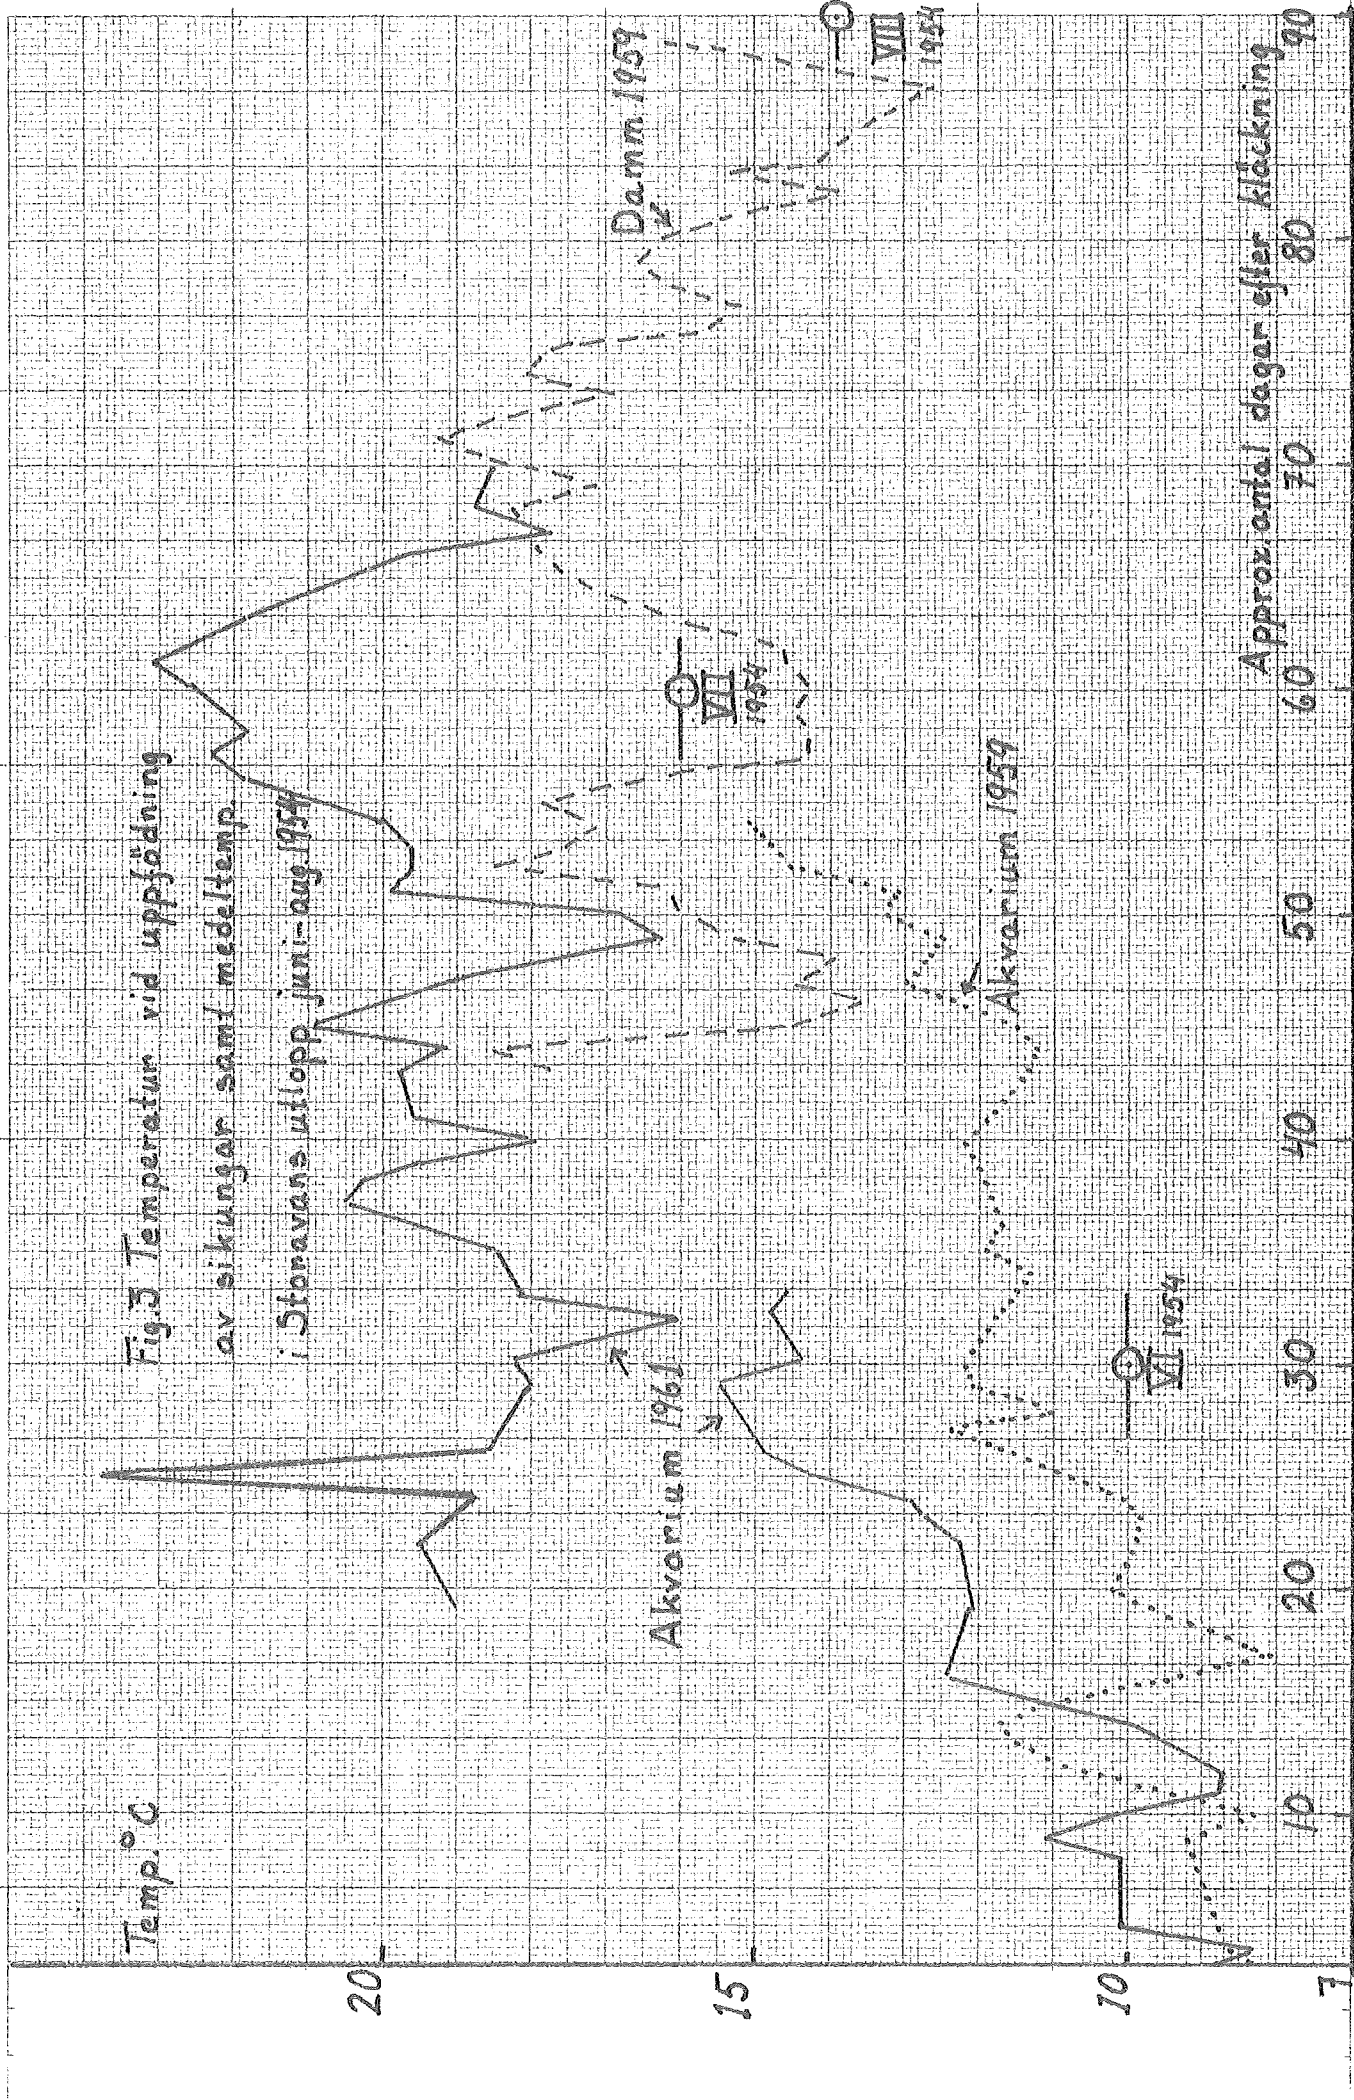 Fig.3 Temperatur vid uppfödning
av sikungar samt medeltemp.
i Storavans utlopp juni-aug.1954
Temp.°C
20
15
10
7
Akvarium 1961
Akvarium 1959
Damm 1959
VI 1954
VII
1954
VIII
1954
10 20 30 40 50 60 70 80 90
Approx.antal dagar efter kläckning